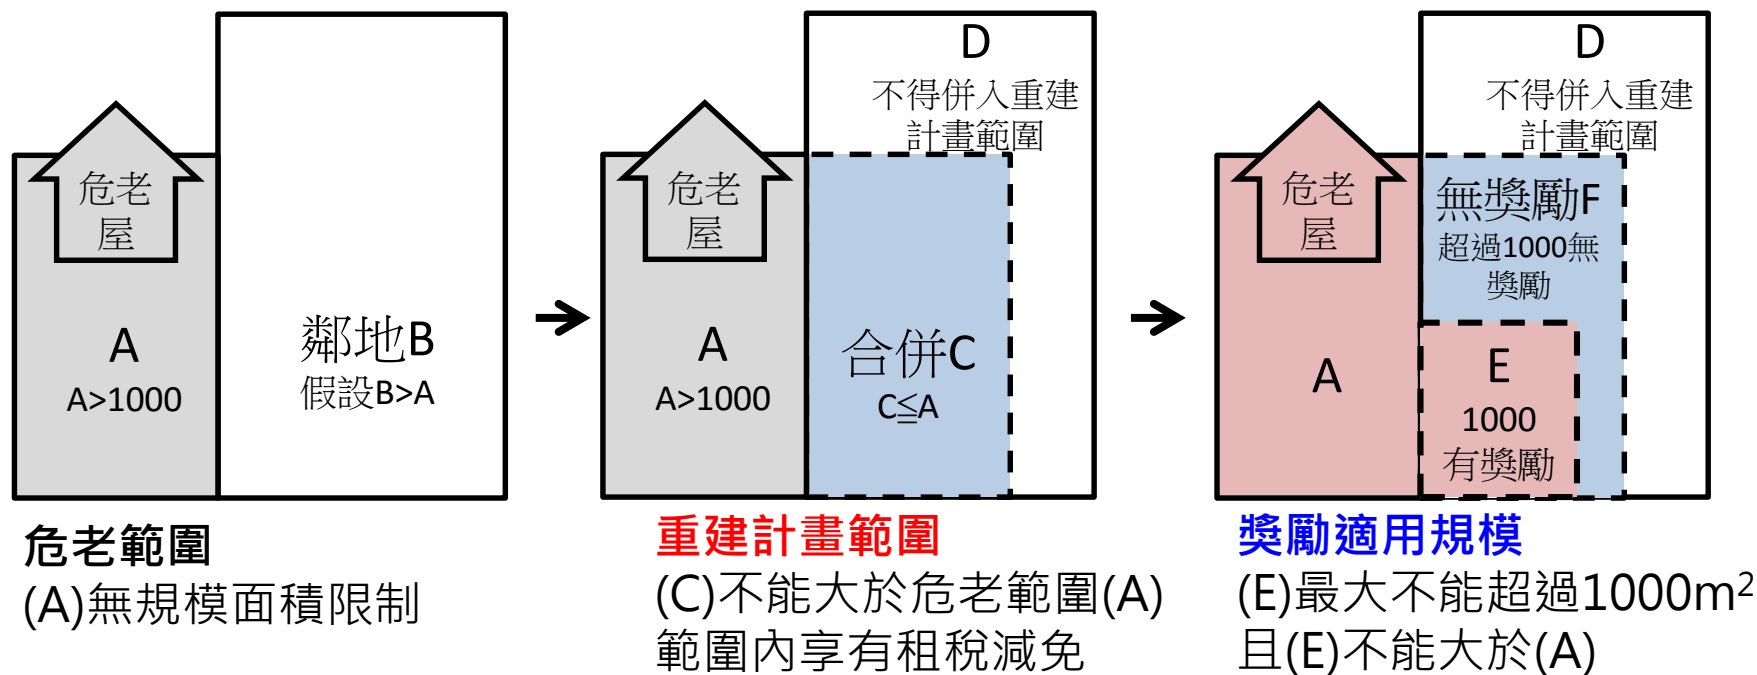 危老
屋
A
A>1000
鄰地B
假設B>A
危老範圍
(A)無規模面積限制
D
不得併入重建
計畫範圍
危老
屋
A
A>1000
合併C
C≦A
重建計畫範圍
(C)不能大於危老範圍(A)
範圍內享有租稅減免
D
不得併入重建
計畫範圍
危老
屋
A
無獎勵F
超過1000無
獎勵
E
1000
有獎勵
獎勵適用規模
(E)最大不能超過1000m²
且(E)不能大於(A)